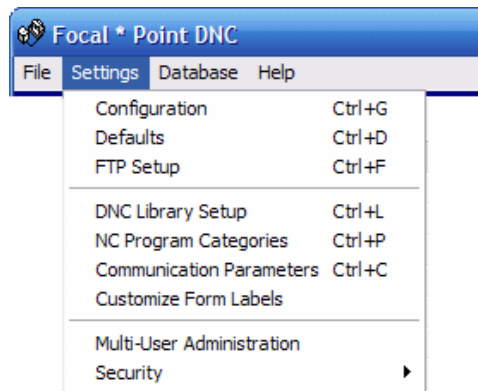 Focal * Point DNC
File Settings Database Help
Configuration Ctrl+G
Defaults Ctrl+D
FTP Setup Ctrl+F
DNC Library Setup Ctrl+L
NC Program Categories Ctrl+P
Communication Parameters Ctrl+C
Customize Form Labels
Multi-User Administration
Security